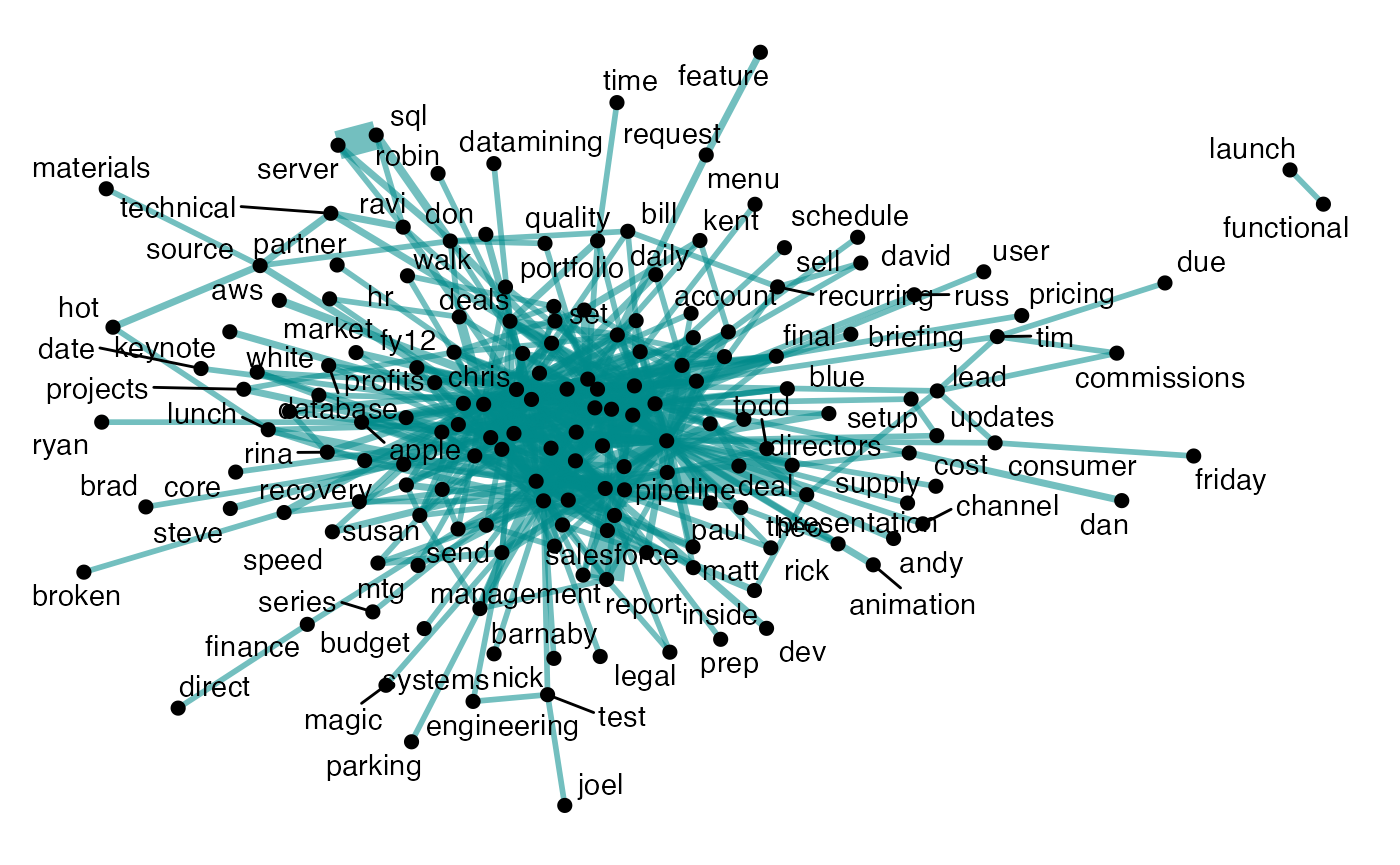 feature
time
sql
request
launch
server
robin
datamining
materials
menu
technical
ravi
don
quality
bill
kent
schedule
functional
source
partner
walk
portfolio
daily
sell
david
user
due
aws
hr
deals
set
account
recurring
russ
pricing
hot
market
fy12
final
briefing
tim
date
keynote
white
profits
chris
blue
lead
commissions
projects
lunch
database
todd
setup
updates
ryan
rina
apple
directors
cost
consumer
friday
brad
core
recovery
pipeline
deal
supply
channel
dan
steve
susan
paul
theo
presentation
speed
send
salesforce
matt
rick
andy
broken
series
mtg
management
report
inside
animation
finance
budget
barnaby
legal
prep
dev
direct
systems
nick
magic
engineering
test
parking
joel